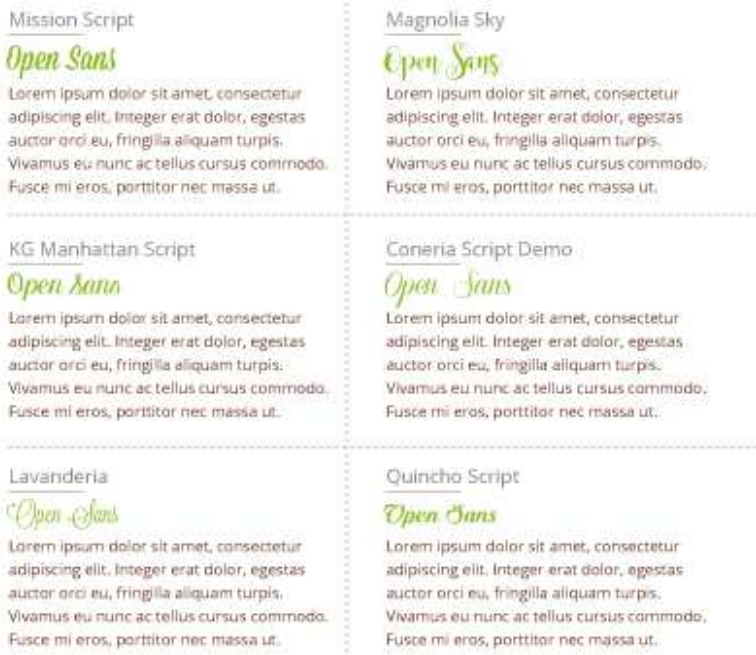 Mission Script
Open Sans
Lorem ipsum dolor sit amet, consectetur
adipiscing elit. Integer erat dolor, egestas
auctor orci eu, fringilla aliquam turpis.
Vivamus eu nunc ac tellus cursus commodo.
Fusce mi eros, porttitor nec massa ut.
Magnolia Sky
Open Sans
Lorem ipsum dolor sit amet, consectetur
adipiscing elit. Integer erat dolor, egestas
auctor orci eu, fringilla aliquam turpis.
Vivamus eu nunc ac tellus cursus commodo.
Fusce mi eros, porttitor nec massa ut.
KG Manhattan Script
Open Sans
Lorem ipsum dolor sit amet, consectetur
adipiscing elit. Integer erat dolor, egestas
auctor orci eu, fringilla aliquam turpis.
Vivamus eu nunc ac tellus cursus commodo.
Fusce mi eros, porttitor nec massa ut.
Coneria Script Demo
Open Sans
Lorem ipsum dolor sit amet, consectetur
adipiscing elit. Integer erat dolor, egestas
auctor orci eu, fringilla aliquam turpis.
Vivamus eu nunc ac tellus cursus commodo.
Fusce mi eros, porttitor nec massa ut.
Lavanderia
Open Sans
Lorem ipsum dolor sit amet, consectetur
adipiscing elit. Integer erat dolor, egestas
auctor orci eu, fringilla aliquam turpis.
Vivamus eu nunc ac tellus cursus commodo.
Fusce mi eros, porttitor nec massa ut.
Quincho Script
Open Sans
Lorem ipsum dolor sit amet, consectetur
adipiscing elit. Integer erat dolor, egestas
auctor orci eu, fringilla aliquam turpis.
Vivamus eu nunc ac tellus cursus commodo.
Fusce mi eros, porttitor nec massa ut.